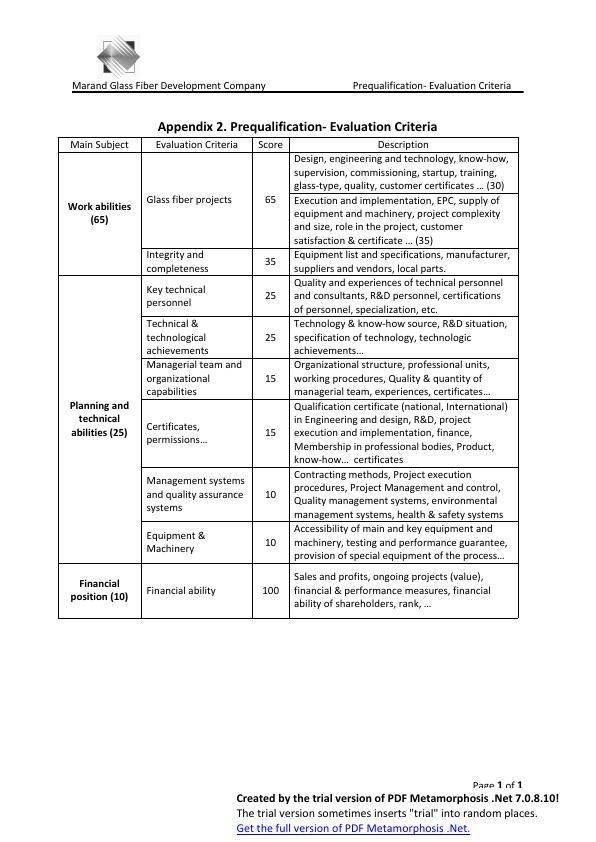 Marand Glass Fiber Development Company Prequalification- Evaluation Criteria
Appendix 2. Prequalification- Evaluation Criteria
Main Subject Evaluation Criteria Score Description
Work abilities
(65)
Glass fiber projects
65
Design, engineering and technology, know-how,
supervision, commissioning, startup, training,
glass-type, quality, customer certificates … (30)
Execution and implementation, EPC, supply of
equipment and machinery, project complexity
and size, role in the project, customer
satisfaction & certificate … (35)
Integrity and
completeness
35
Equipment list and specifications, manufacturer,
suppliers and vendors, local parts.
Planning and
technical
abilities (25)
Key technical
personnel
25
Quality and experiences of technical personnel
and consultants, R&D personnel, certifications
of personnel, specialization, etc.
Technical &
technological
achievements
25
Technology & know-how source, R&D situation,
specification of technology, technologic
achievements…
Managerial team and
organizational
capabilities
15
Organizational structure, professional units,
working procedures, Quality & quantity of
managerial team, experiences, certificates…
Certificates,
permissions…
15
Qualification certificate (national, International)
in Engineering and design, R&D, project
execution and implementation, finance,
Membership in professional bodies, Product,
know-how… certificates
Management systems
and quality assurance
systems
10
Contracting methods, Project execution
procedures, Project Management and control,
Quality management systems, environmental
management systems, health & safety systems
Equipment &
Machinery
10
Accessibility of main and key equipment and
machinery, testing and performance guarantee,
provision of special equipment of the process…
Financial
position (10)
Financial ability
100
Sales and profits, ongoing projects (value),
financial & performance measures, financial
ability of shareholders, rank, …
Page 1 of 1
Created by the trial version of PDF Metamorphosis .Net 7.0.8.10!
The trial version sometimes inserts "trial" into random places.
Get the full version of PDF Metamorphosis .Net.